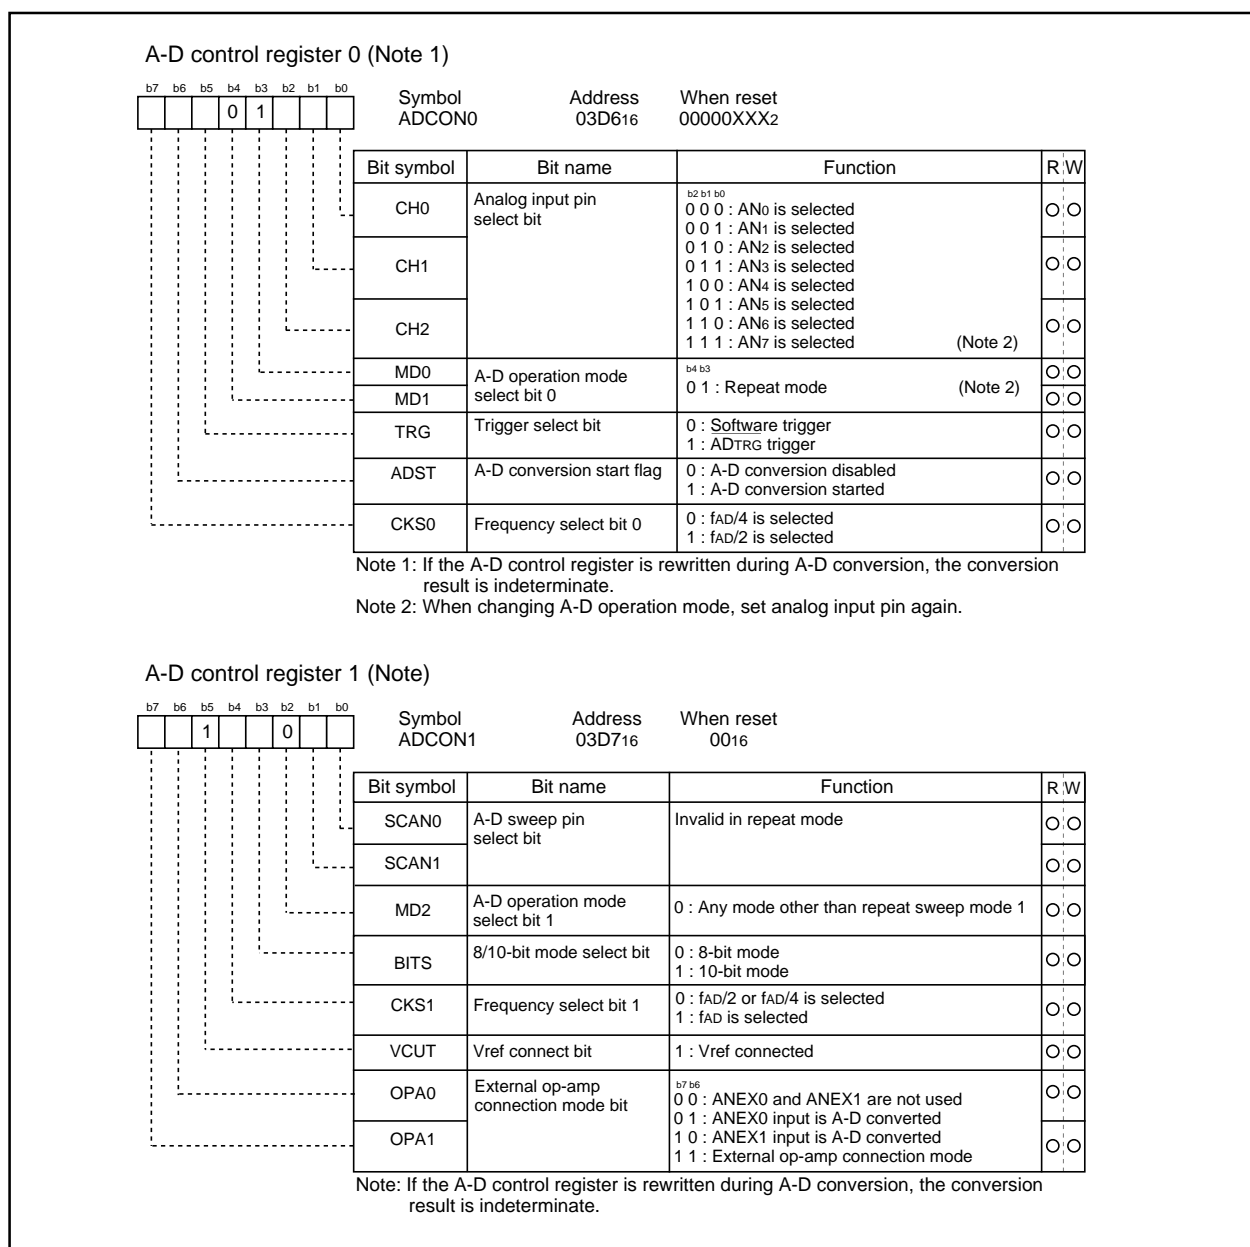 A-D control register 0 (Note 1)
b7 b6 b5 b4 b3 b2 b1 b0
0 1
Symbol Address When reset
ADCON0 03D616 00000XXX2
Bit symbol Bit name Function R W
CH0 Analog input pin select bit
b2 b1 b0
0 0 0 : AN0 is selected
0 0 1 : AN1 is selected
0 1 0 : AN2 is selected
CH1
0 1 1 : AN3 is selected
1 0 0 : AN4 is selected
1 0 1 : AN5 is selected
CH2
1 1 0 : AN6 is selected
1 1 1 : AN7 is selected (Note 2)
MD0 A-D operation mode select bit 0
b4 b3
0 1 : Repeat mode (Note 2)
MD1
TRG Trigger select bit
0 : Software trigger
1 : ADTRG trigger
ADST A-D conversion start flag
0 : A-D conversion disabled
1 : A-D conversion started
CKS0 Frequency select bit 0
0 : fAD/4 is selected
1 : fAD/2 is selected
Note 1: If the A-D control register is rewritten during A-D conversion, the conversion
result is indeterminate.
Note 2: When changing A-D operation mode, set analog input pin again.
A-D control register 1 (Note)
b7 b6 b5 b4 b3 b2 b1 b0
1 0
Symbol Address When reset
ADCON1 03D716 0016
Bit symbol Bit name Function R W
SCAN0 A-D sweep pin select bit
Invalid in repeat mode
SCAN1
MD2 A-D operation mode select bit 1
0 : Any mode other than repeat sweep mode 1
BITS 8/10-bit mode select bit
0 : 8-bit mode
1 : 10-bit mode
CKS1 Frequency select bit 1
0 : fAD/2 or fAD/4 is selected
1 : fAD is selected
VCUT Vref connect bit
1 : Vref connected
OPA0 External op-amp connection mode bit
b7 b6
0 0 : ANEX0 and ANEX1 are not used
0 1 : ANEX0 input is A-D converted
OPA1
1 0 : ANEX1 input is A-D converted
1 1 : External op-amp connection mode
Note: If the A-D control register is rewritten during A-D conversion, the conversion
result is indeterminate.